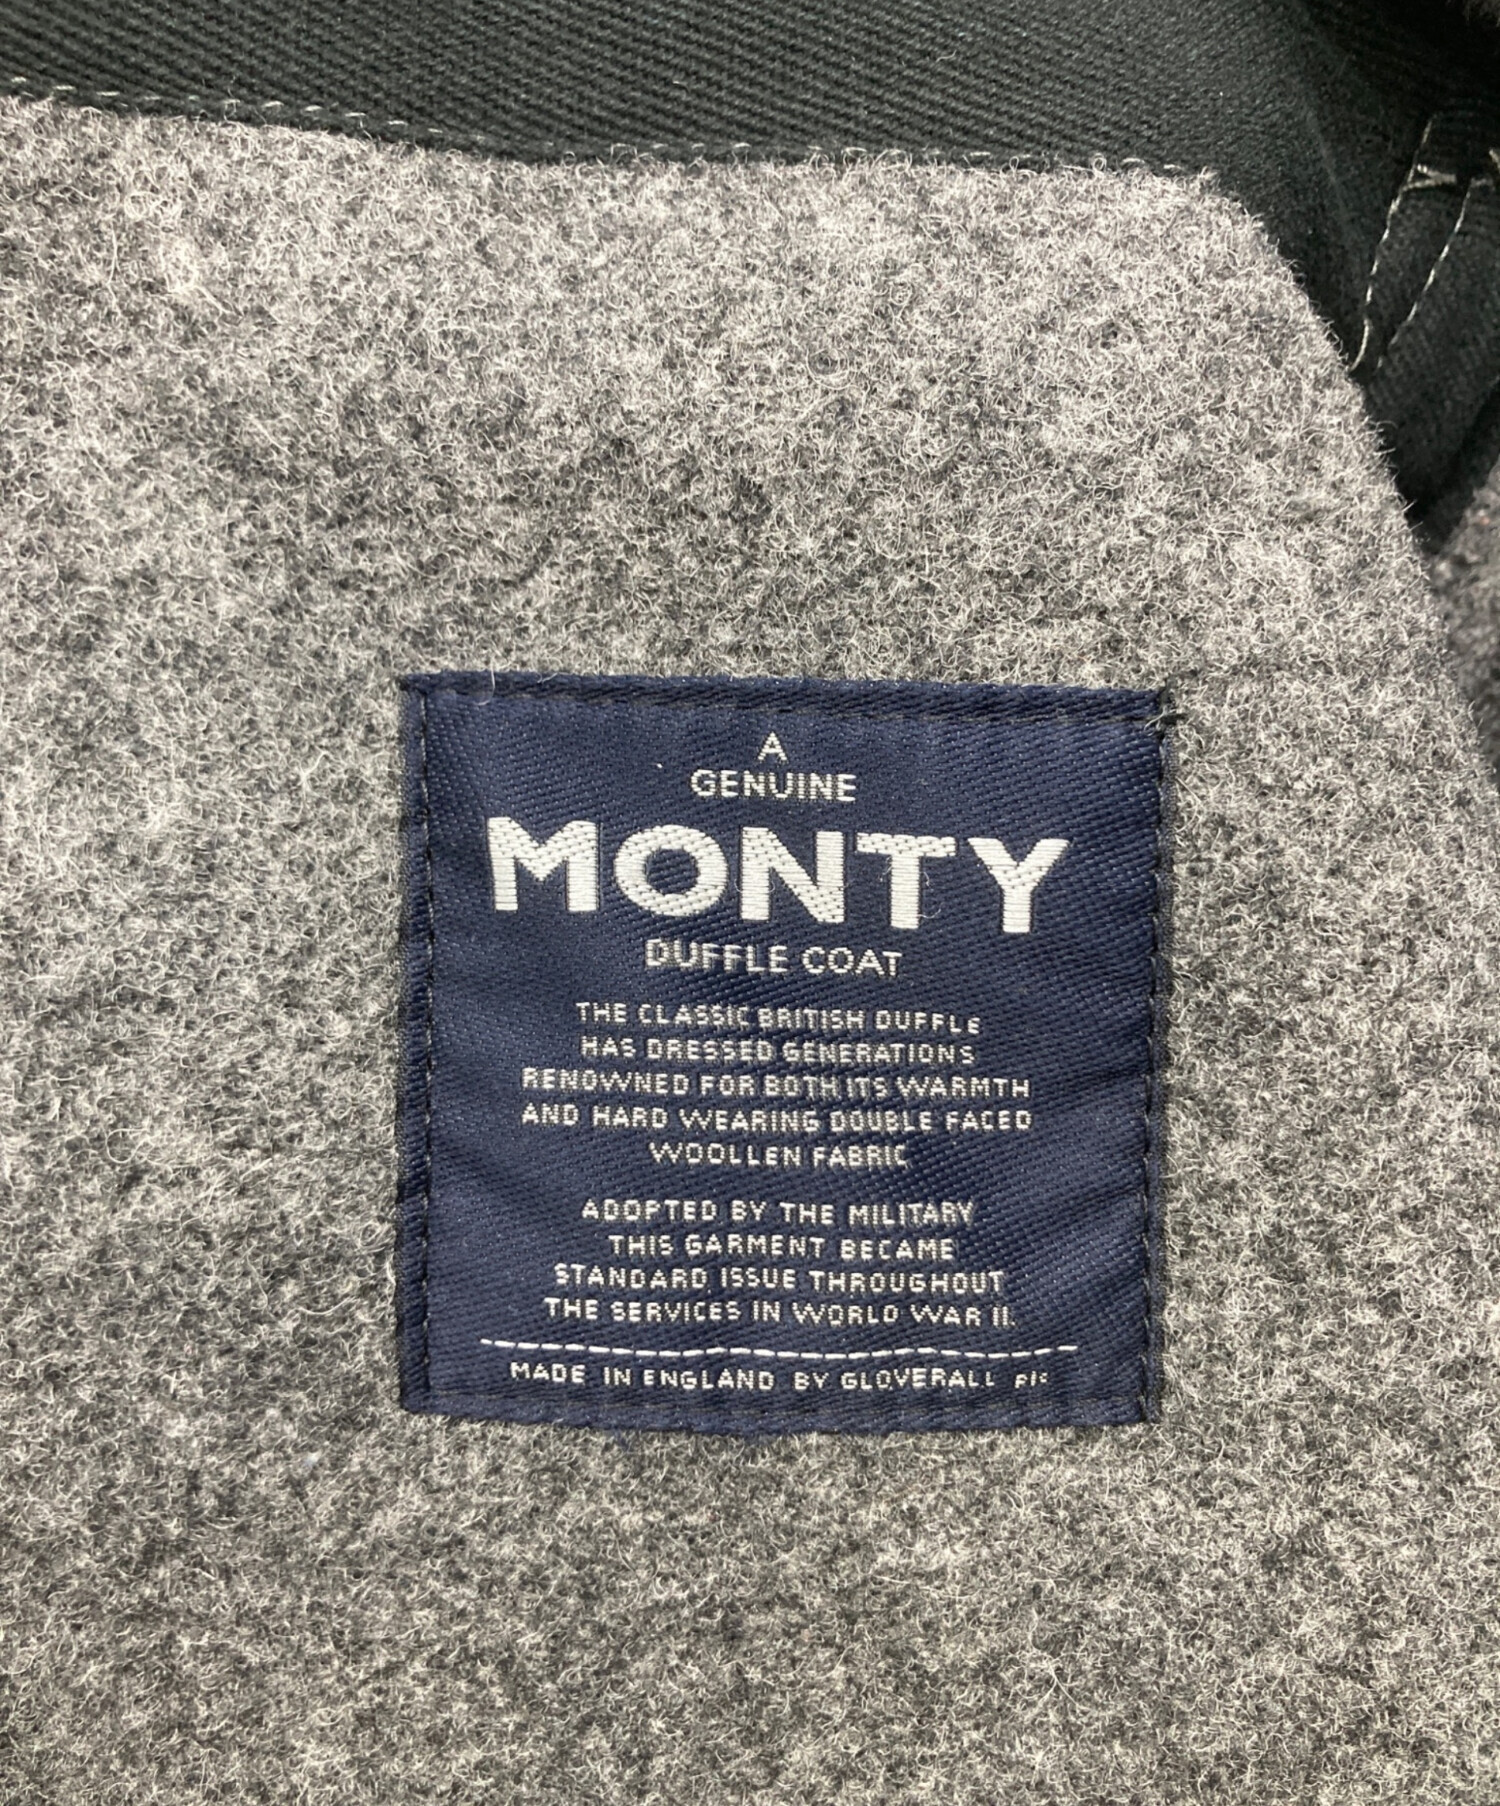 A
GENUINE
MONTY
DUFFLE COAT
THE CLASSIC BRITISH DUFFLE
HAS DRESSED GENERATIONS
RENOWNED FOR BOTH ITS WARMTH
AND HARD WEARING DOUBLE FACED
WOOLLEN FABRIC
ADOPTED BY THE MILITARY
THIS GARMENT BECAME
STANDARD ISSUE THROUGHOUT
THE SERVICES IN WORLD WAR II.
MADE IN ENGLAND BY GLOVERALL plc